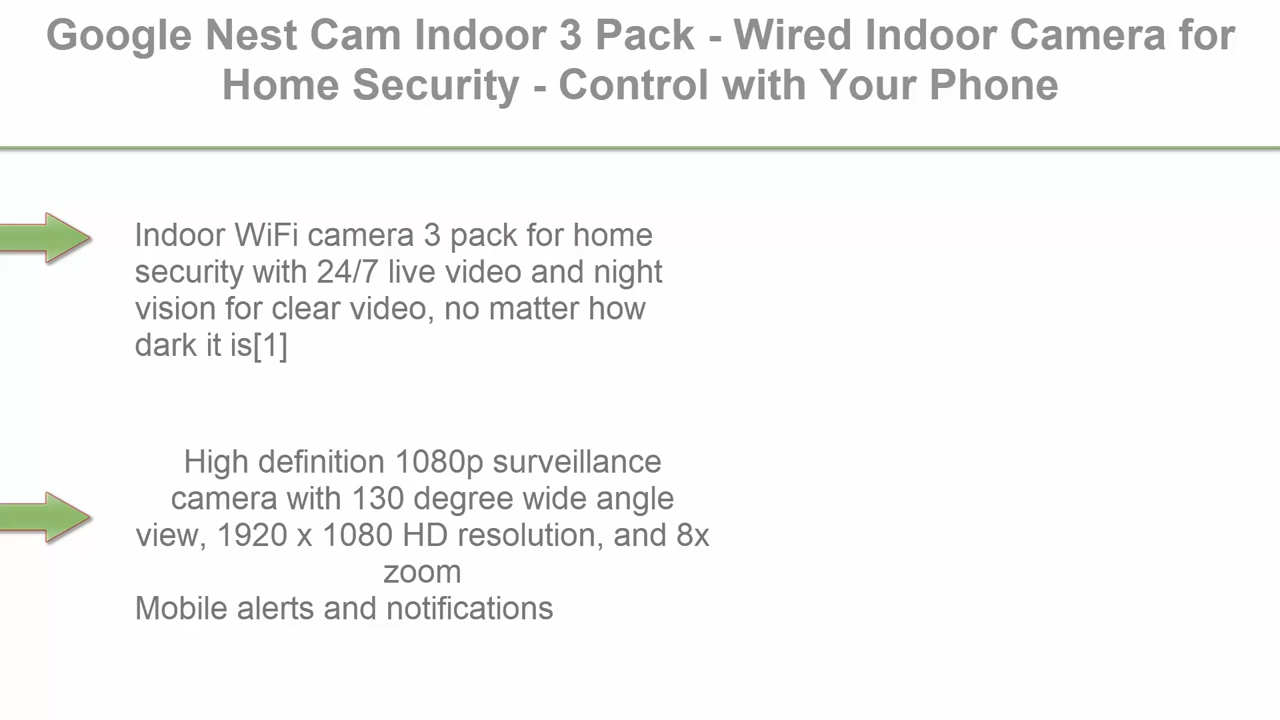 Google Nest Cam Indoor 3 Pack - Wired Indoor Camera for
Home Security - Control with Your Phone
Indoor WiFi camera 3 pack for home
security with 24/7 live video and night
vision for clear video, no matter how
dark it is[1]
High definition 1080p surveillance
camera with 130 degree wide angle
view, 1920 x 1080 HD resolution, and 8x
zoom
Mobile alerts and notifications